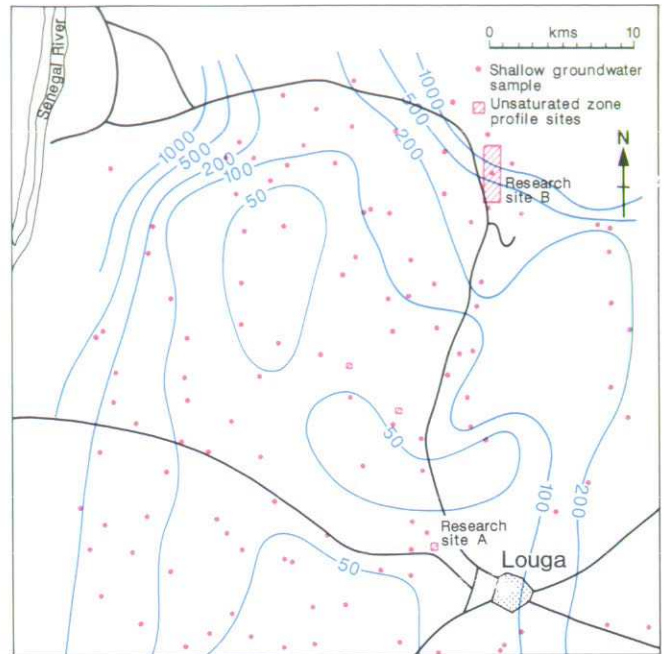 Senegal River
0 kms 10
Shallow groundwater
sample
Unsaturated zone
profile sites
N
1000
500
200
1000
500
200
100
50
Research
site B
50
100
200
Research
site A
Louga
50